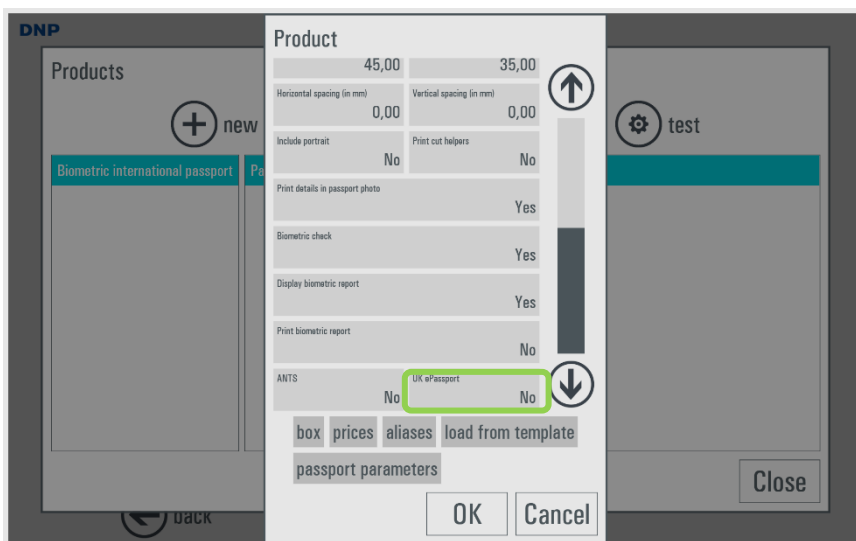 DNP
Products
new
test
Biometric international passport
Pa
Product
45,00 35,00
Horizontal spacing (in mm) Vertical spacing (in mm)
0,00 0,00
Include portrait Print cut helpers
No No
Print details in passport photo
Yes
Biometric check
Yes
Display biometric report
Yes
Print biometric report
No
ANTS UK ePassport
No No
box prices aliases load from template
passport parameters
OK Cancel
Close
back